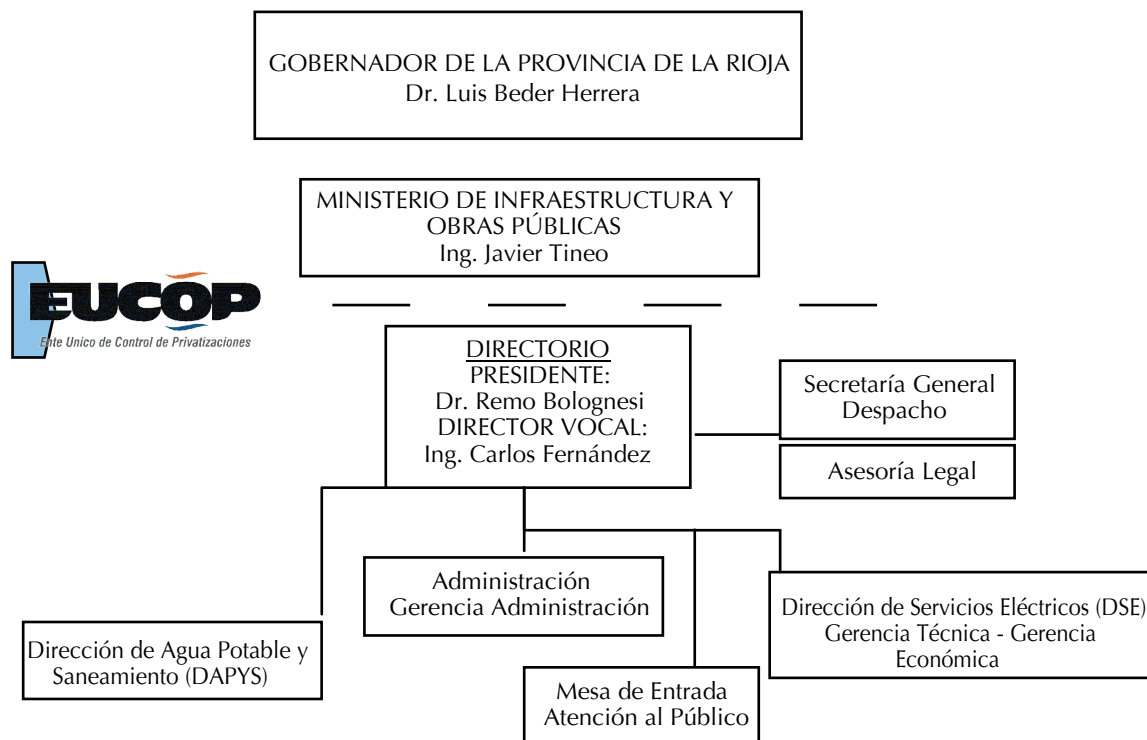 GOBERNADOR DE LA PROVINCIA DE LA RIOJA
Dr. Luis Beder Herrera
MINISTERIO DE INFRAESTRUCTURA Y
OBRAS PÚBLICAS
Ing. Javier Tineo
EUCOP
Ente Unico de Control de Privatizaciones
DIRECTORIO
PRESIDENTE:
Dr. Remo Bolognesi
DIRECTOR VOCAL:
Ing. Carlos Fernández
Secretaría General
Despacho
Asesoría Legal
Administración
Gerencia Administración
Dirección de Servicios Eléctricos (DSE)
Gerencia Técnica - Gerencia
Económica
Dirección de Agua Potable y
Saneamiento (DAPYS)
Mesa de Entrada
Atención al Público